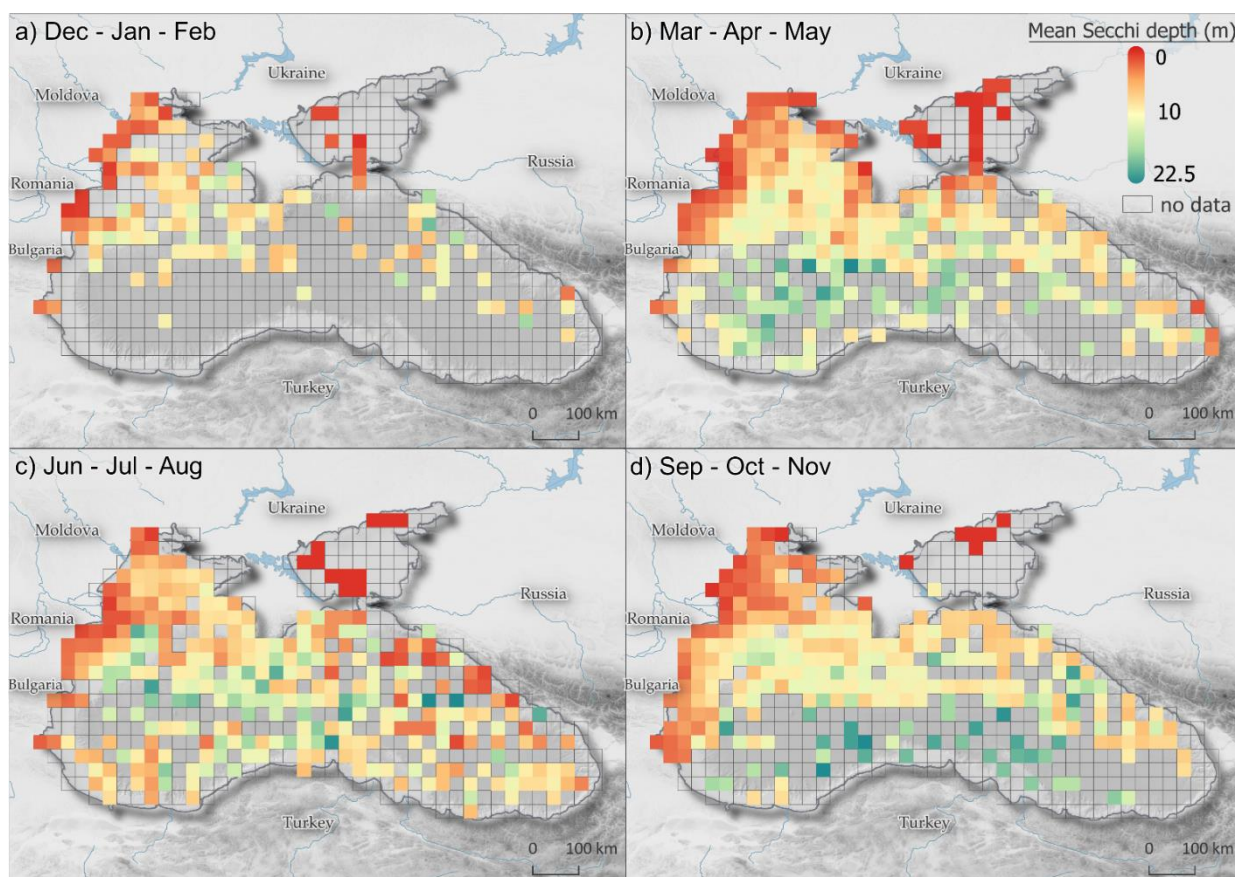 a) Dec - Jan - Feb
Ukraine
Moldova
Romania
Russia
Bulgaria
Turkey
0 100 km
b) Mar - Apr - May
Mean Secchi depth (m)
0
10
22.5
no data
Ukraine
Moldova
Romania
Russia
Bulgaria
Turkey
0 100 km
c) Jun - Jul - Aug
Ukraine
Moldova
Romania
Russia
Bulgaria
Turkey
0 100 km
d) Sep - Oct - Nov
Ukraine
Moldova
Romania
Russia
Bulgaria
Turkey
0 100 km